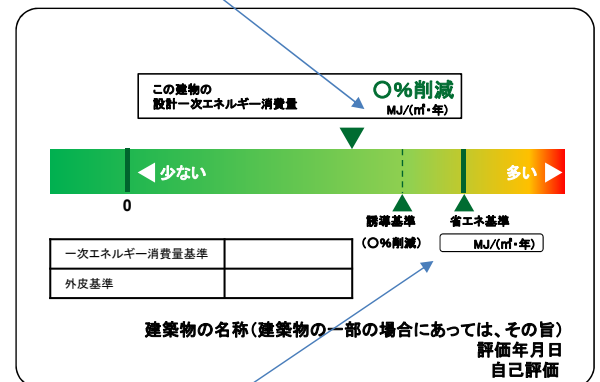 この建物の
設計一次エネルギー消費量
〇%削減
MJ/(㎡・年)
少ない
多い
0
誘導基準
(〇%削減)
省エネ基準
MJ/(㎡・年)
一次エネルギー消費量基準
外皮基準
建築物の名称(建築物の一部の場合にあっては、その旨)
評価年月日
自己評価